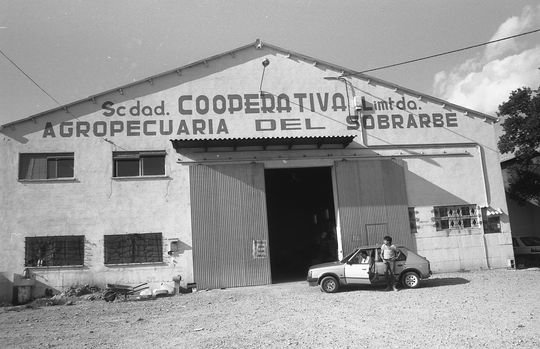 Scdad. COOPERATIVA Limtda.
AGROPECUARIA DEL SOBRARBE